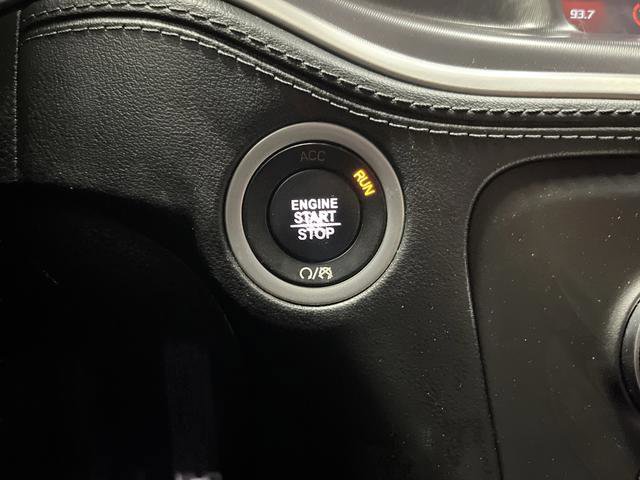 93.7
ACC
RUN
ENGINE
START
STOP